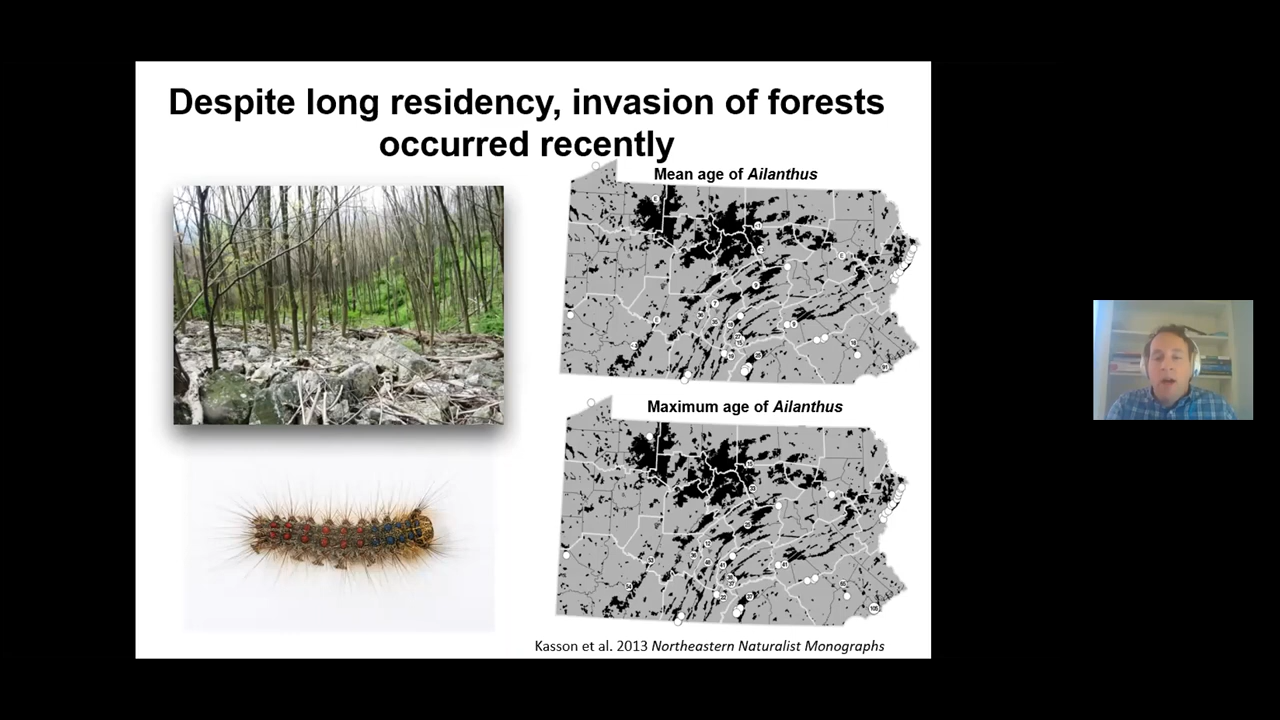 Despite long residency, invasion of forests
occurred recently
Mean age of Ailanthus
Maximum age of Ailanthus
105
Kasson et al. 2013 Northeastern Naturalist Monographs